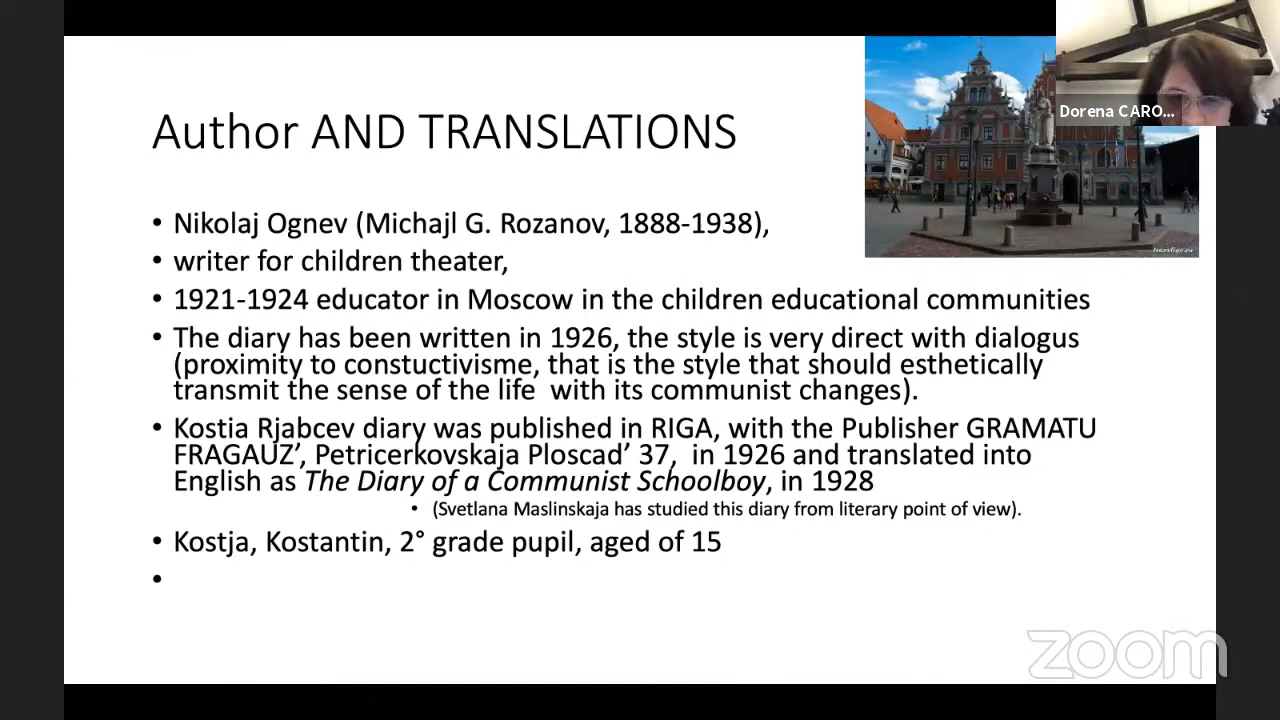 Dorena CARO...
Author AND TRANSLATIONS
• Nikolaj Ognev (Michajl G. Rozanov, 1888-1938),
• writer for children theater,
• 1921-1924 educator in Moscow in the children educational communities
• The diary has been written in 1926, the style is very direct with dialogus
(proximity to constuctivisme, that is the style that should esthetically
transmit the sense of the life with its communist changes).
• Kostia Rjabcev diary was published in RIGA, with the Publisher GRAMATU
FRAGAUZ’, Petricerkovskaja Ploscad’ 37, in 1926 and translated into
English as The Diary of a Communist Schoolboy, in 1928
• (Svetlana Maslinskaja has studied this diary from literary point of view).
• Kostja, Kostantin, 2° grade pupil, aged of 15
•
zoom